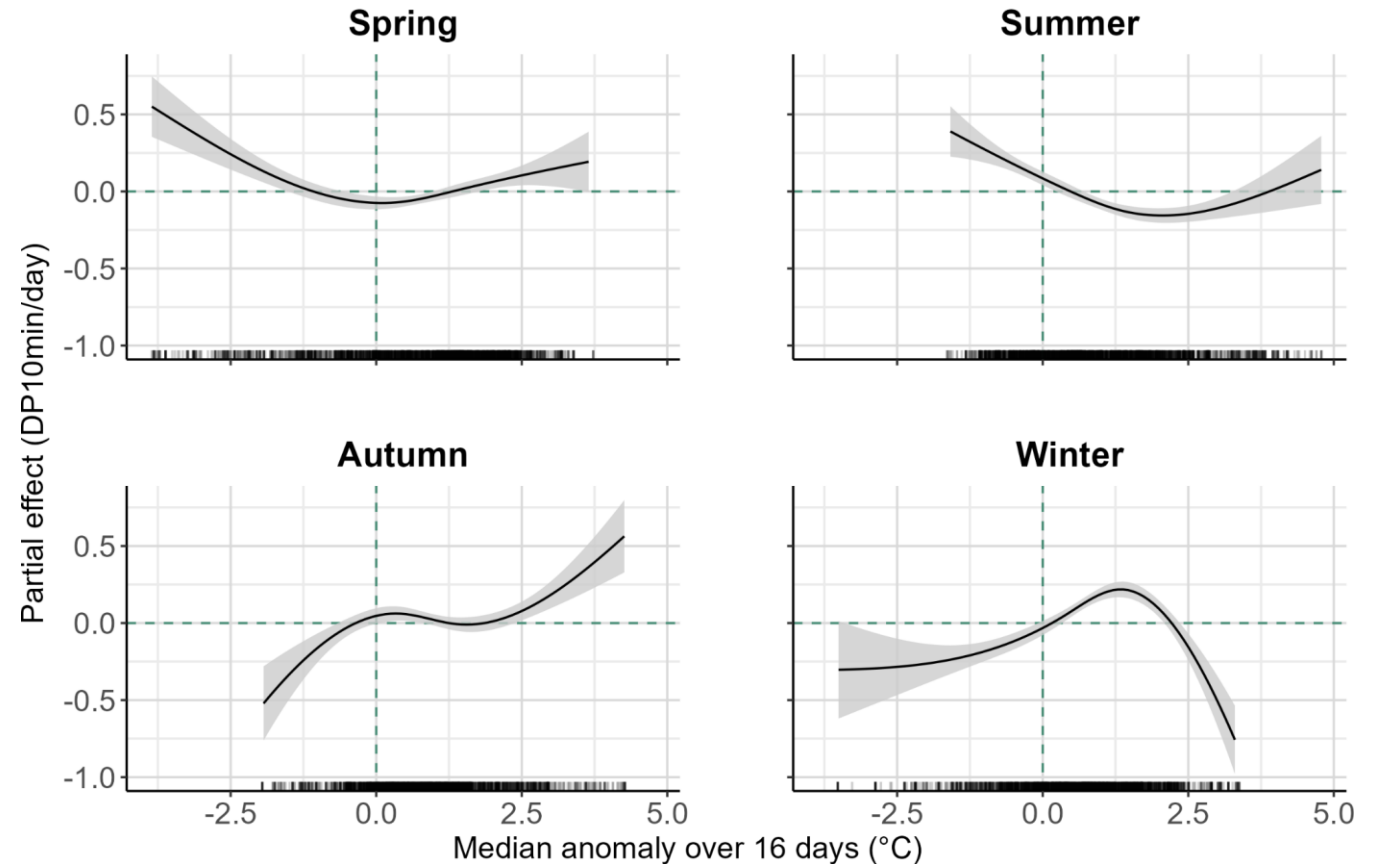 Spring
Summer
0.5
0.0
-0.5
-1.0
Autumn
Winter
Partial effect (DP10min/day)
0.5
0.0
-0.5
-1.0
-2.5 0.0 2.5 5.0
-2.5 0.0 2.5 5.0
Median anomaly over 16 days (°C)